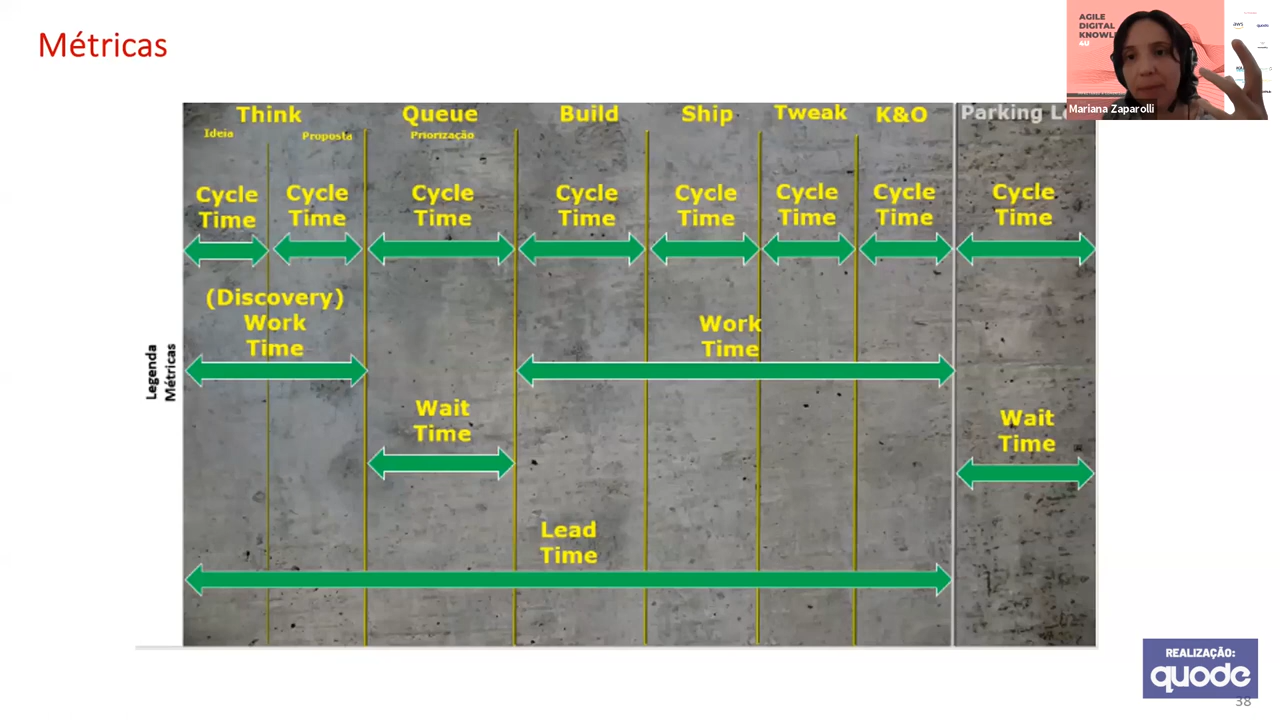 Métricas
AGILE
DIGITAL
4U
Mariana Zaparolli
aws
quode
Think
Queue
Build
Ship
Tweak
K&O
Parking
Ideia
Proposta
Priorização
Cycle
Time
Cycle
Time
Cycle
Time
Cycle
Time
Cycle
Time
Cycle
Time
Cycle
Time
Cycle
Time
(Discovery)
Work
Time
Work
Time
Legenda
Métricas
Wait
Time
Wait
Time
Lead
Time
REALIZAÇÃO:
quode
38